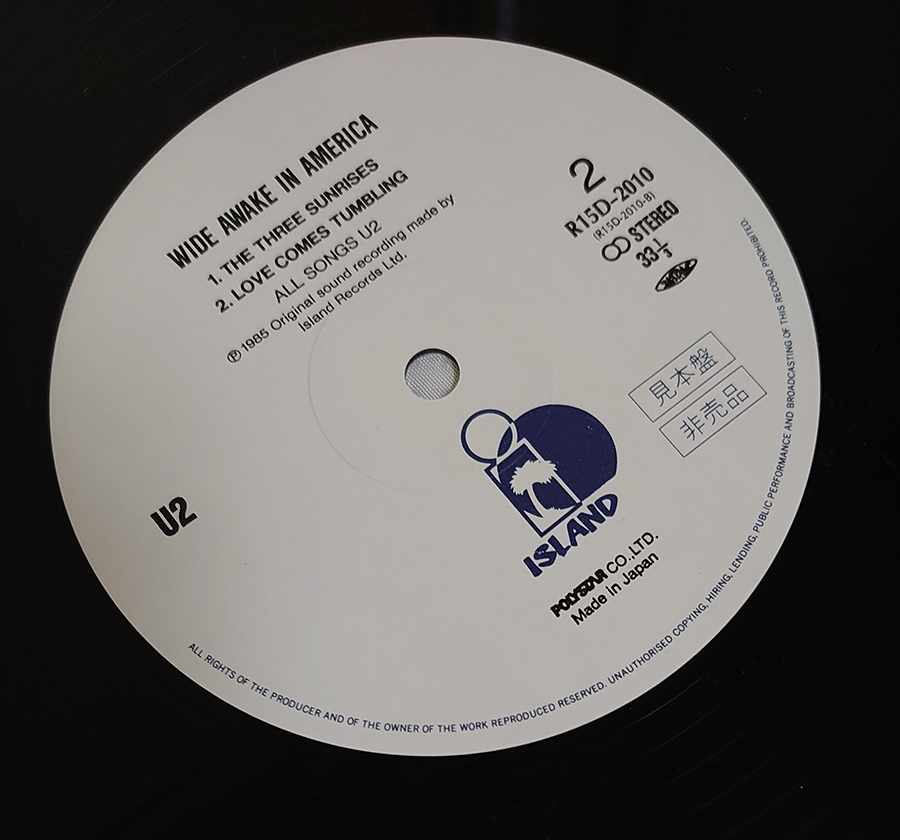 WIDE AWAKE IN AMERICA
1. THE THREE SUNRISES
2. LOVE COMES TUMBLING
ALL SONGS U2
Ⓟ 1985 Original sound recording made by
Island Records Ltd.
2
R15D-2010
(R15D-2010-B)
STEREO
33 1/3
見本盤
非売品
U2
ISLAND
POLYSTAR CO.,LTD.
Made in Japan
ALL RIGHTS OF THE PRODUCER AND OF THE OWNER OF THE WORK REPRODUCED RESERVED. UNAUTHORISED COPYING, HIRING, LENDING, PUBLIC PERFORMANCE AND BROADCASTING OF THIS RECORD PROHIBITED.